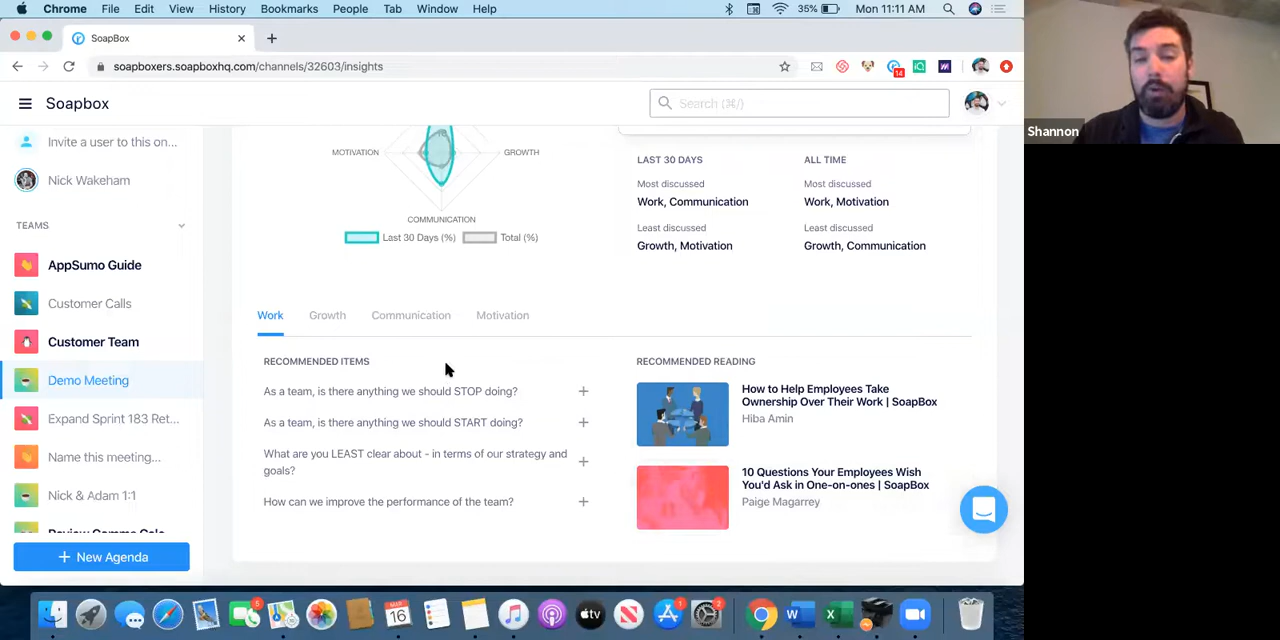 Chrome File Edit View History Bookmarks People Tab Window Help
35% Mon 11:11 AM
SoapBox
soapboxers.soapboxhq.com/channels/32603/insights
14
Soapbox
Search (⌘/)
Shannon
Invite a user to this on...
Nick Wakeham
TEAMS
AppSumo Guide
Customer Calls
Customer Team
Demo Meeting
Expand Sprint 183 Ret...
Name this meeting...
Nick & Adam 1:1
+ New Agenda
MOTIVATION
GROWTH
COMMUNICATION
Last 30 Days (%)
Total (%)
LAST 30 DAYS
Most discussed
Work, Communication
Least discussed
Growth, Motivation
ALL TIME
Most discussed
Work, Motivation
Least discussed
Growth, Communication
Work Growth Communication Motivation
RECOMMENDED ITEMS
As a team, is there anything we should STOP doing? +
As a team, is there anything we should START doing? +
What are you LEAST clear about - in terms of our strategy and
goals? +
How can we improve the performance of the team? +
RECOMMENDED READING
How to Help Employees Take
Ownership Over Their Work | SoapBox
Hiba Amin
10 Questions Your Employees Wish
You'd Ask in One-on-ones | SoapBox
Paige Magarrey
5
MAR
16
tv
1
2